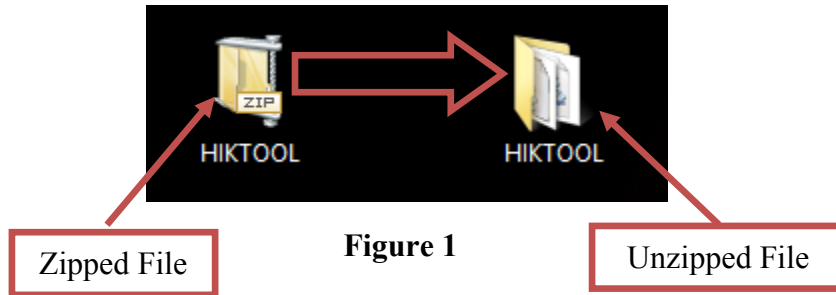 ZIP
HIKTOOL
HIKTOOL
Zipped File
Figure 1
Unzipped File